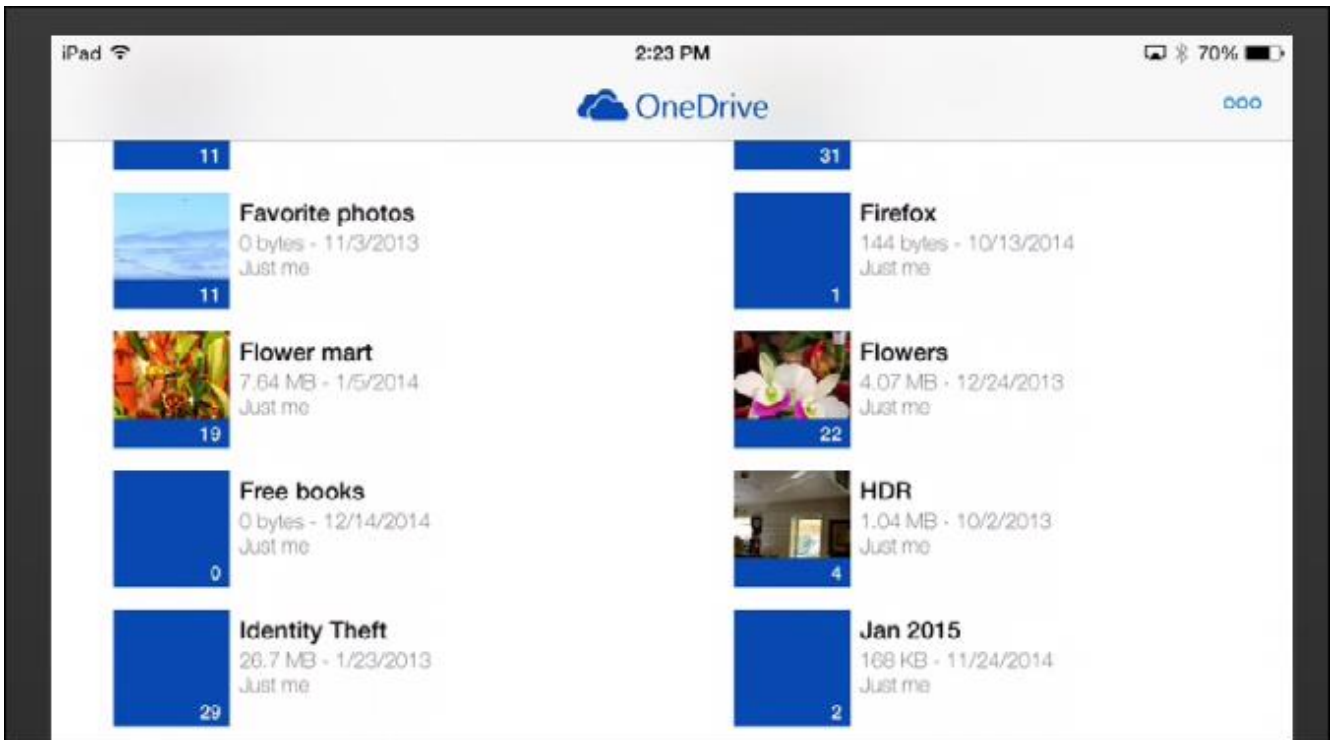 iPad 2:23 PM 70%
OneDrive
11 31
Favorite photos
0 bytes - 11/3/2013
Just me
11
Firefox
144 bytes - 10/13/2014
Just me
1
Flower mart
7.64 MB - 1/5/2014
Just me
19
Flowers
4.07 MB - 12/24/2013
Just me
22
Free books
0 bytes - 12/14/2014
Just me
0
HDR
1.04 MB - 10/2/2013
Just me
4
Identity Theft
26.7 MB - 1/23/2013
Just me
29
Jan 2015
168 KB - 11/24/2014
Just me
2